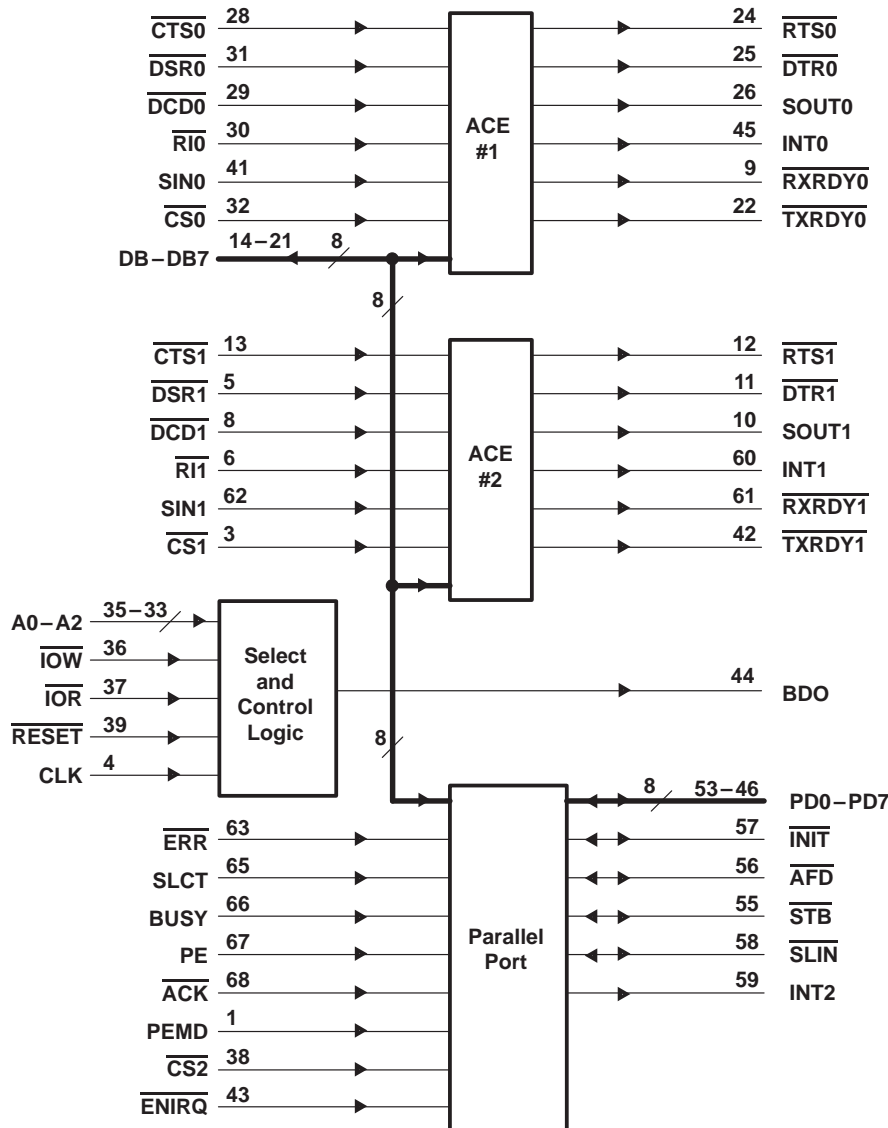 CTS0 28 24 RTS0
DSR0 31 25 DTR0
DCD0 29 26 SOUT0
ACE
#1
RI0 30 45 INT0
SIN0 41 9 RXRDY0
CS0 32 22 TXRDY0
DB–DB7 14–21 8
8
CTS1 13 12 RTS1
DSR1 5 11 DTR1
DCD1 8 10 SOUT1
ACE
#2
RI1 6 60 INT1
SIN1 62 61 RXRDY1
CS1 3 42 TXRDY1
A0–A2 35–33
IOW 36
IOR 37
RESET 39
CLK 4
Select
and
Control
Logic
44 BDO
8
8 53–46 PD0–PD7
ERR 63 57 INIT
SLCT 65 56 AFD
BUSY 66 55 STB
Parallel
Port
PE 67 58 SLIN
ACK 68 59 INT2
PEMD 1
CS2 38
ENIRQ 43